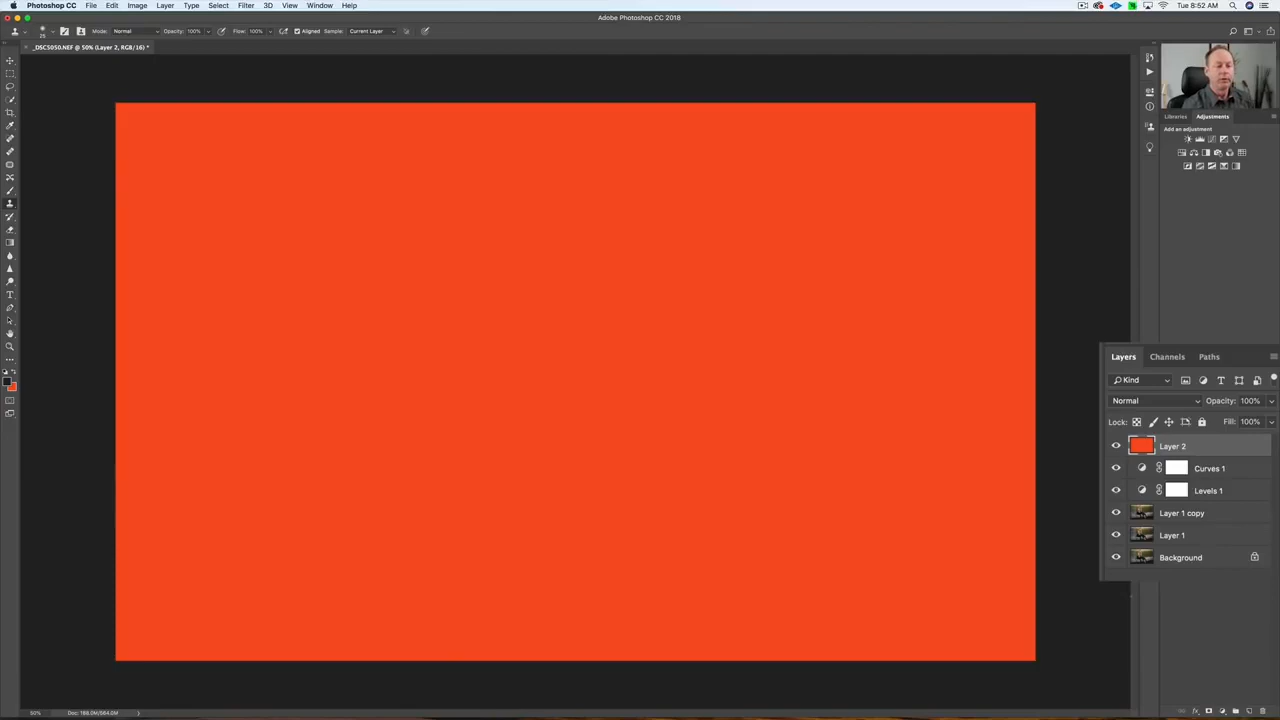 Photoshop CC File Edit Image Layer Type Select Filter 3D View Window Help Tue 8:52 AM
Adobe Photoshop CC 2018
25 Mode: Normal Opacity: 100% Flow: 100% Aligned Sample: Current Layer
_DSC5050.NEF @ 50% (Layer 2, RGB/16) *
Libraries Adjustments
Add an adjustment
Layers Channels Paths
Kind
Normal Opacity: 100%
Lock: Fill: 100%
Layer 2
Curves 1
Levels 1
Layer 1 copy
Layer 1
Background
50% Doc: 188.0M/564.0M